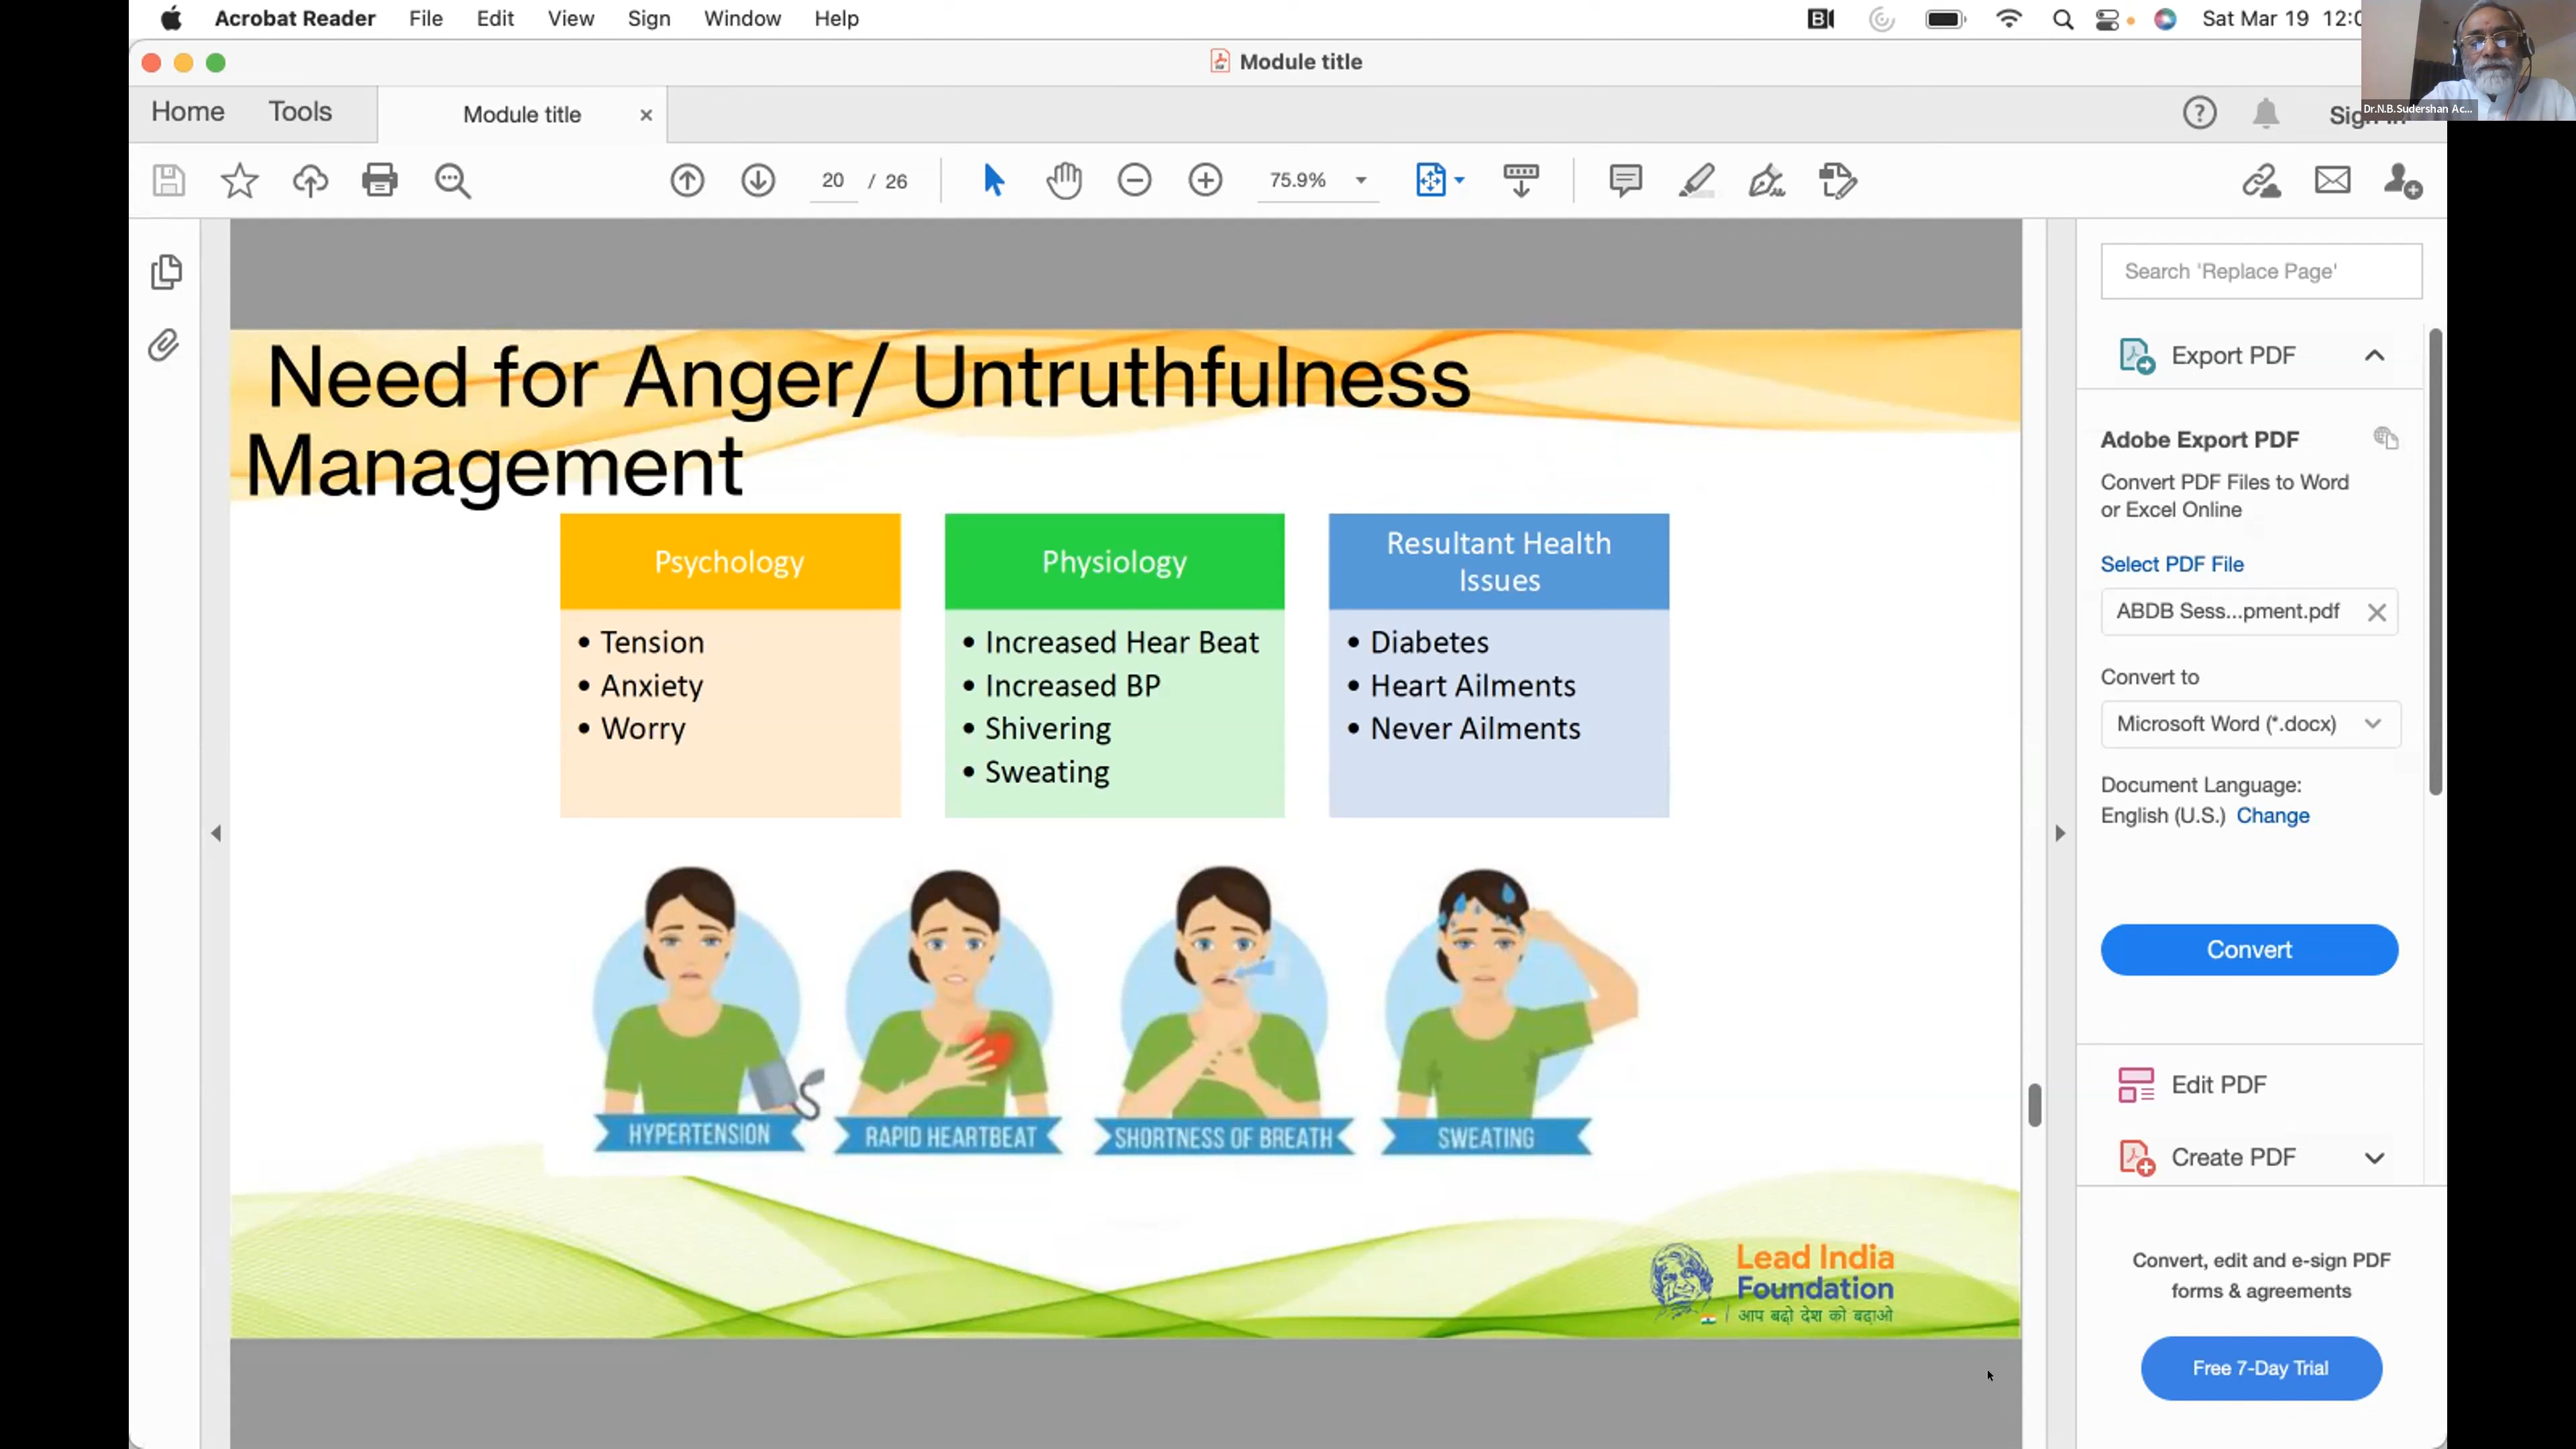 Acrobat Reader File Edit View Sign Window Help Sat Mar 19
Module title
Home Tools Module title
Dr.N.B.Sudershan Ac...
20 / 26 75.9%
Search 'Replace Page'
Export PDF
Adobe Export PDF
Convert PDF Files to Word
or Excel Online
Select PDF File
ABDB Sess...pment.pdf
Convert to
Microsoft Word (*.docx)
Document Language:
English (U.S.) Change
Convert
Edit PDF
Create PDF
Convert, edit and e-sign PDF
forms & agreements
Free 7-Day Trial
Need for Anger/ Untruthfulness
Management
Psychology
• Tension
• Anxiety
• Worry
Physiology
• Increased Hear Beat
• Increased BP
• Shivering
• Sweating
Resultant Health
Issues
• Diabetes
• Heart Ailments
• Never Ailments
HYPERTENSION
RAPID HEARTBEAT
SHORTNESS OF BREATH
SWEATING
Lead India
Foundation
आप बढ़ो देश को बढ़ाओ